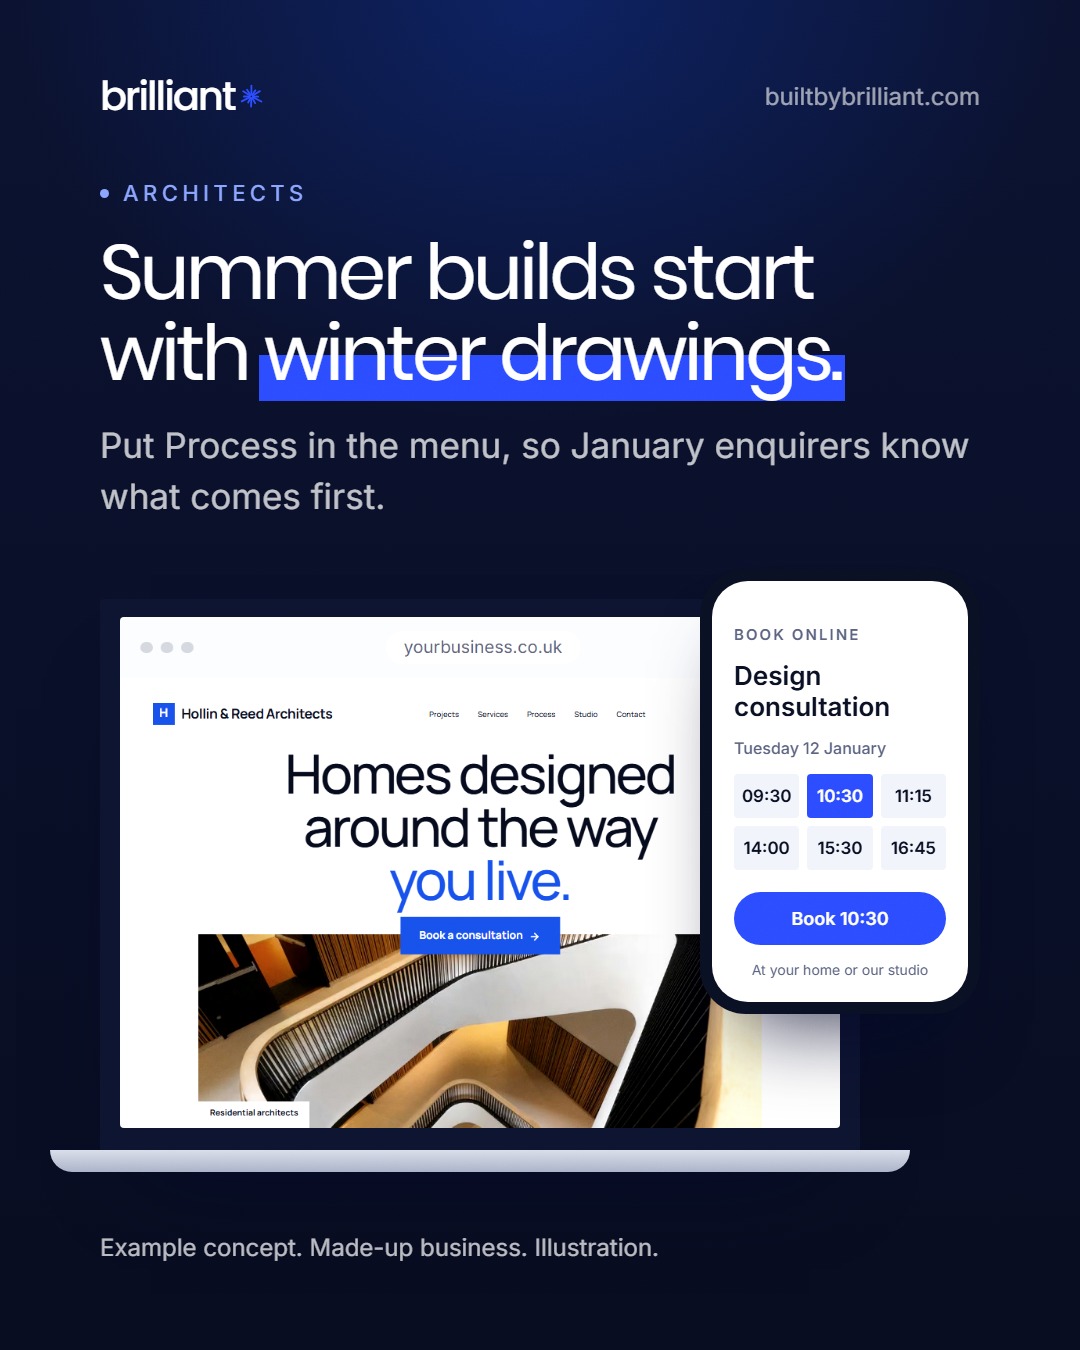 brilliant
builtbybrilliant.com
ARCHITECTS
Summer builds start
with winter drawings.
Put Process in the menu, so January enquirers know
what comes first.
yourbusiness.co.uk
H Hollin & Reed Architects
Projects Services Process Studio Contact
Homes designed
around the way
you live.
Book a consultation →
Residential architects
BOOK ONLINE
Design
consultation
Tuesday 12 January
09:30 10:30 11:15
14:00 15:30 16:45
Book 10:30
At your home or our studio
Example concept. Made-up business. Illustration.